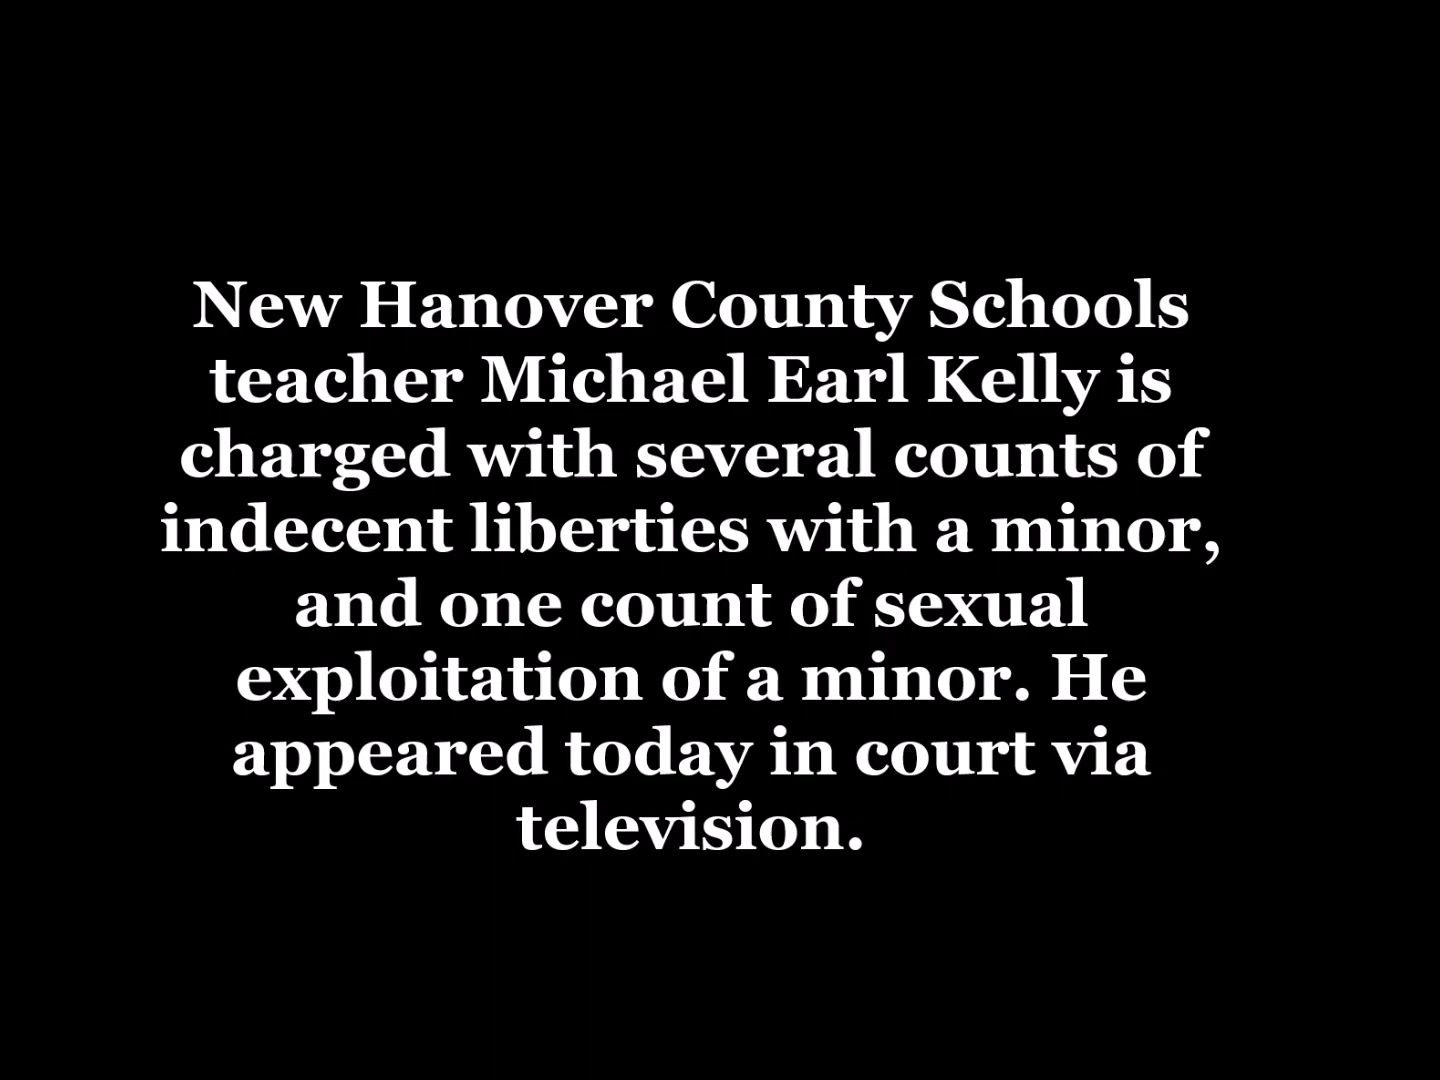 New Hanover County Schools
teacher Michael Earl Kelly is
charged with several counts of
indecent liberties with a minor,
and one count of sexual
exploitation of a minor. He
appeared today in court via
television.